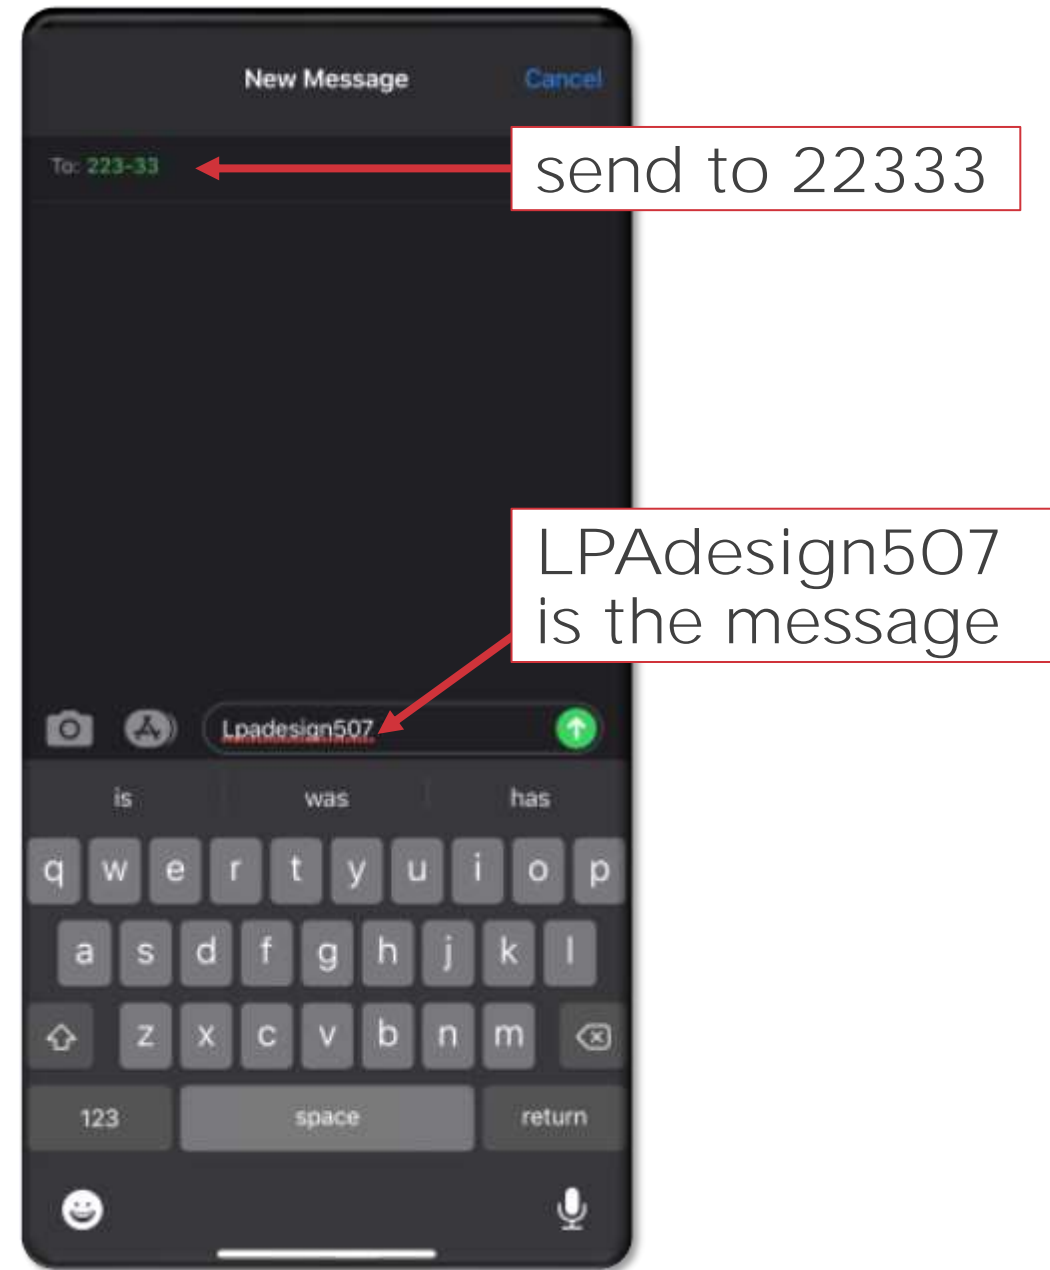 New Message Cancel
To: 223-33
send to 22333
LPAdesign507
is the message
Lpadesign507
is was has
q w e r t y u i o p
a s d f g h j k l
z x c v b n m
123 space return